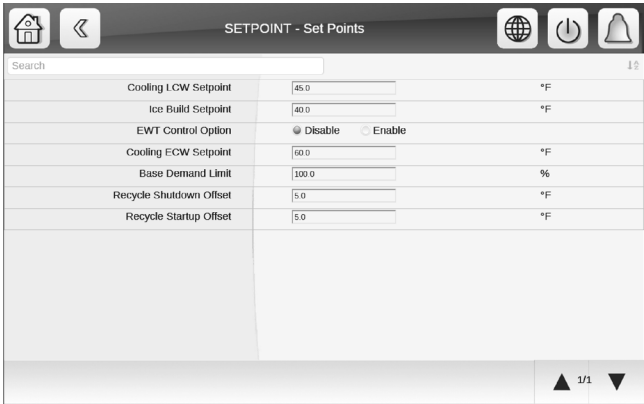 SETPOINT - Set Points
Search
Cooling LCW Setpoint 45.0 °F
Ice Build Setpoint 40.0 °F
EWT Control Option Disable Enable
Cooling ECW Setpoint 60.0 °F
Base Demand Limit 100.0 %
Recycle Shutdown Offset 5.0 °F
Recycle Startup Offset 5.0 °F
1/1